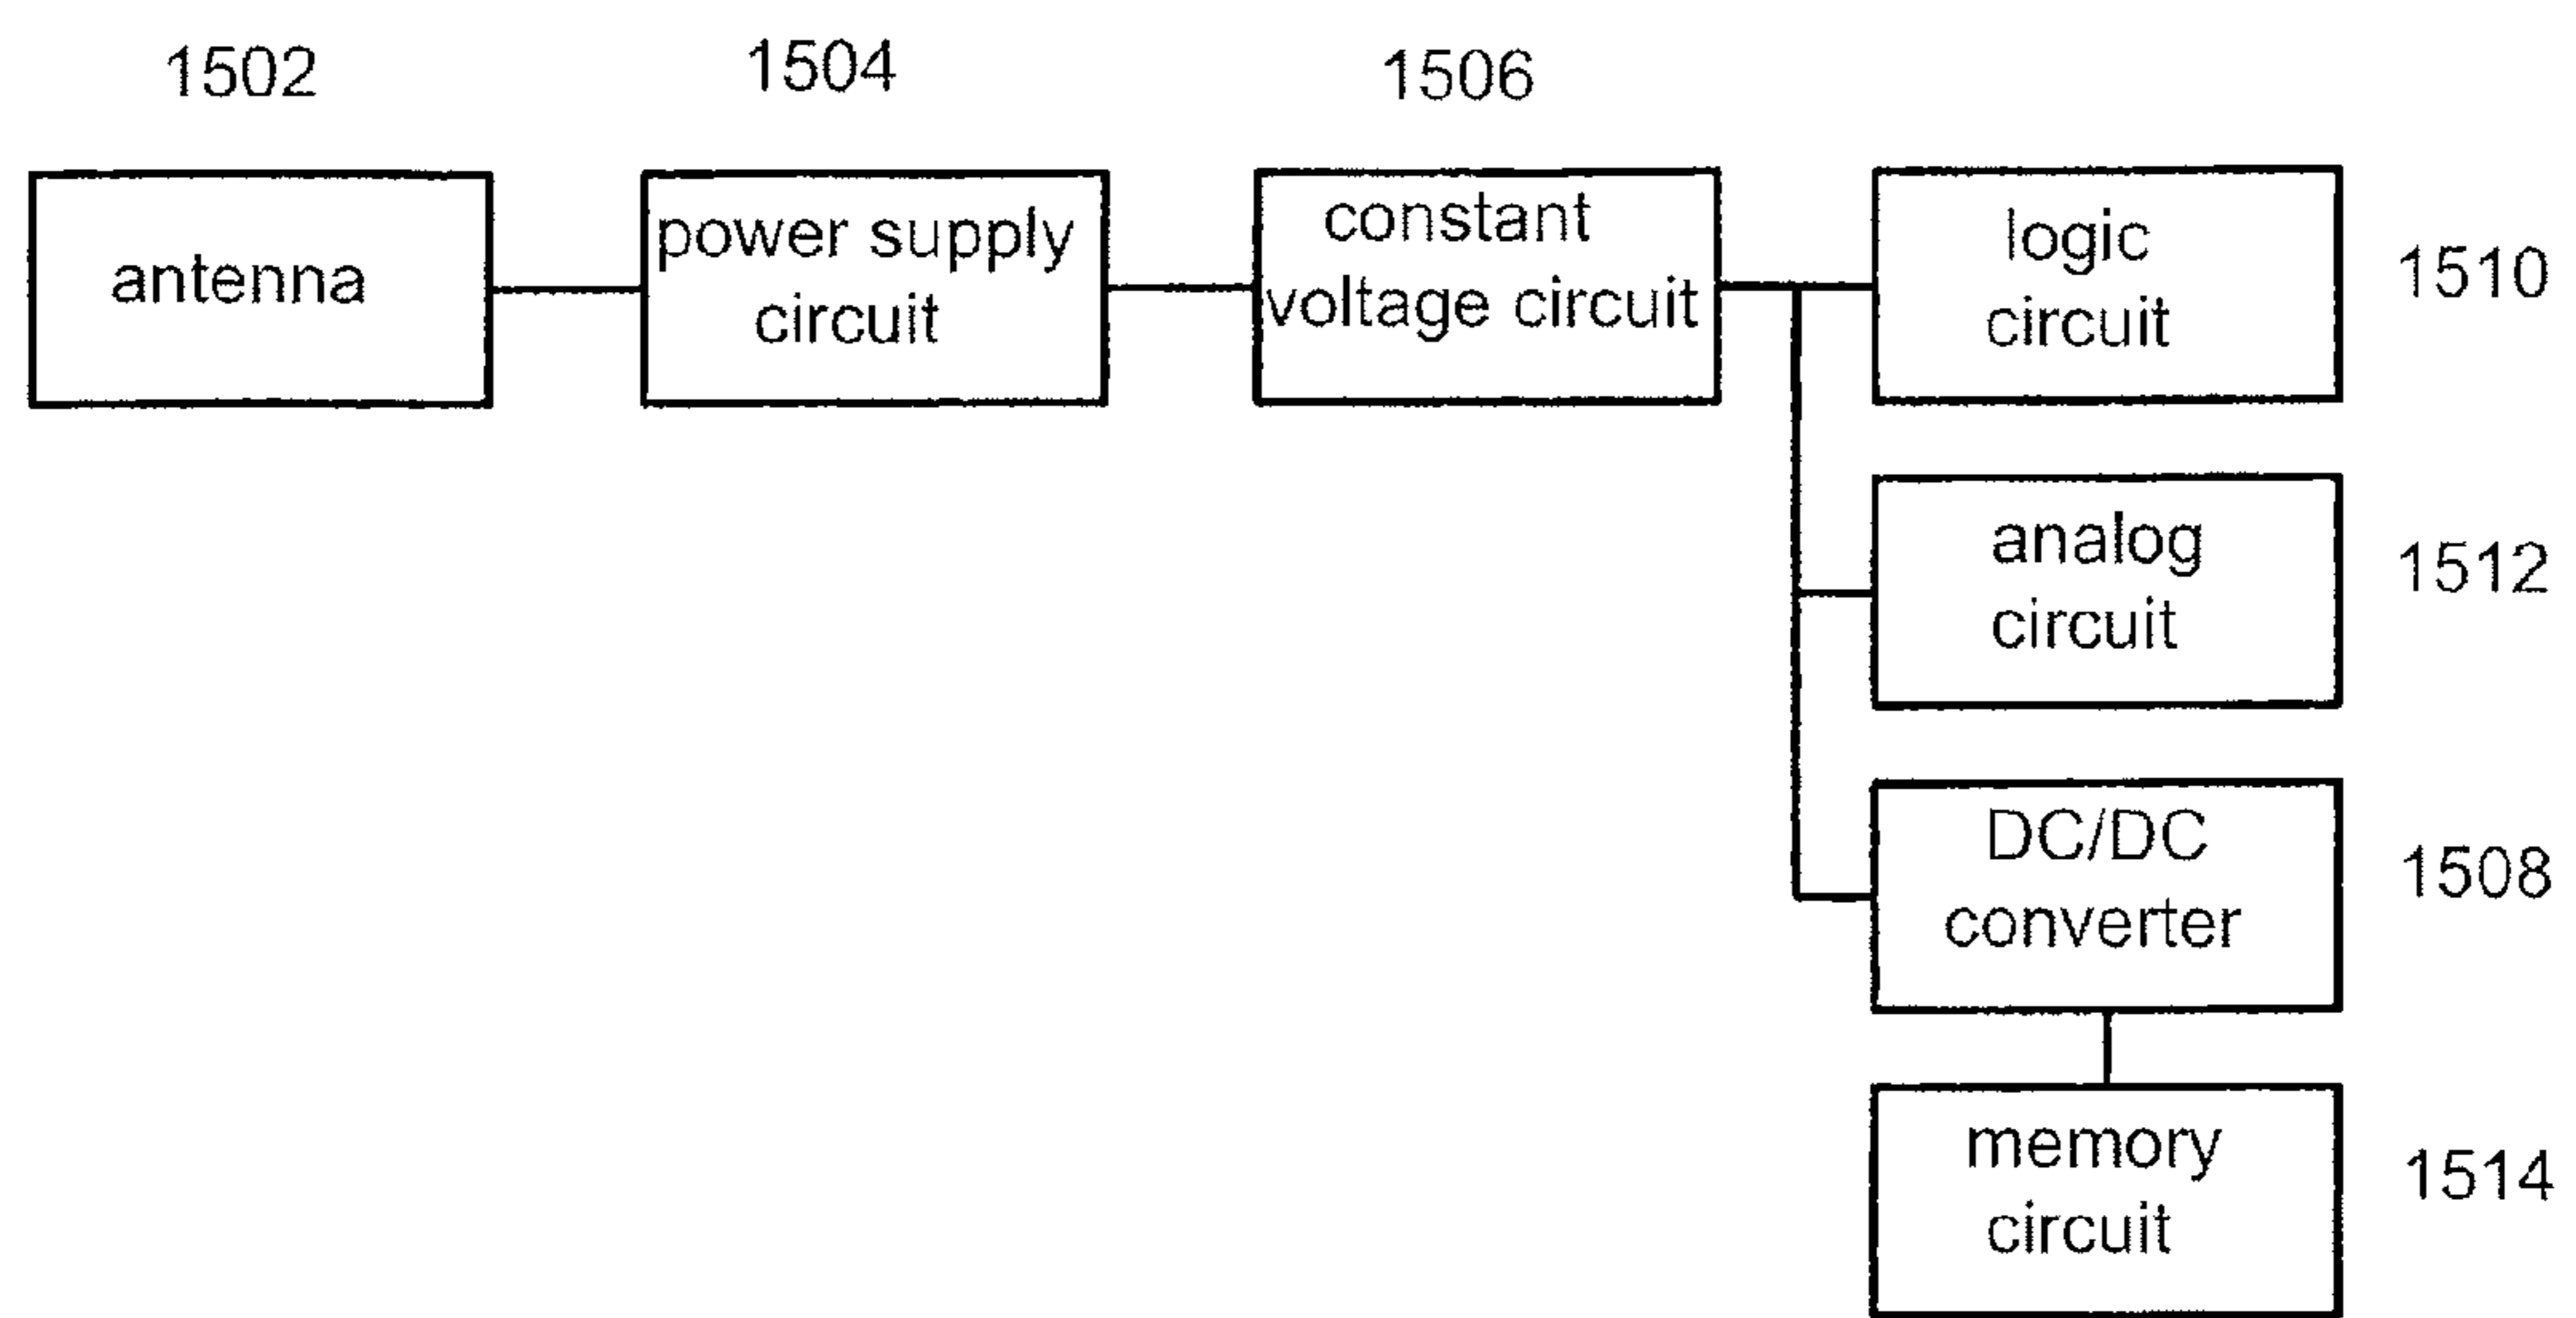 1502
1504
1506
antenna
power supply
circuit
constant
voltage circuit
logic
circuit
1510
analog
circuit
1512
DC/DC
converter
1508
memory
circuit
1514